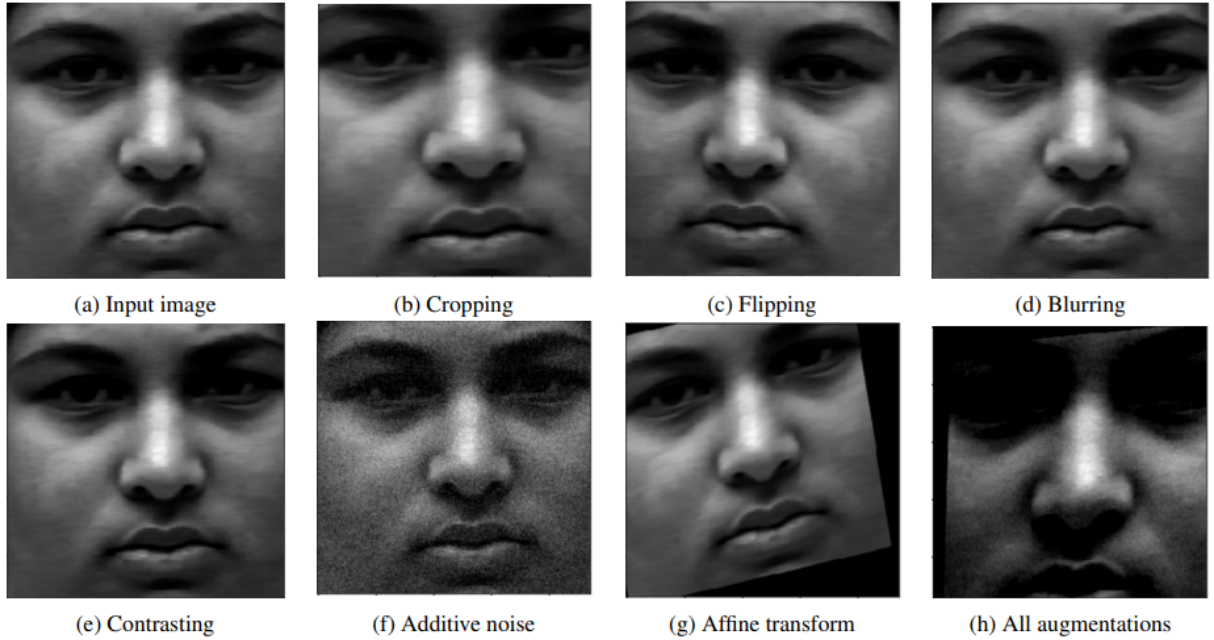 (a) Input image
(b) Cropping
(c) Flipping
(d) Blurring
(e) Contrasting
(f) Additive noise
(g) Affine transform
(h) All augmentations